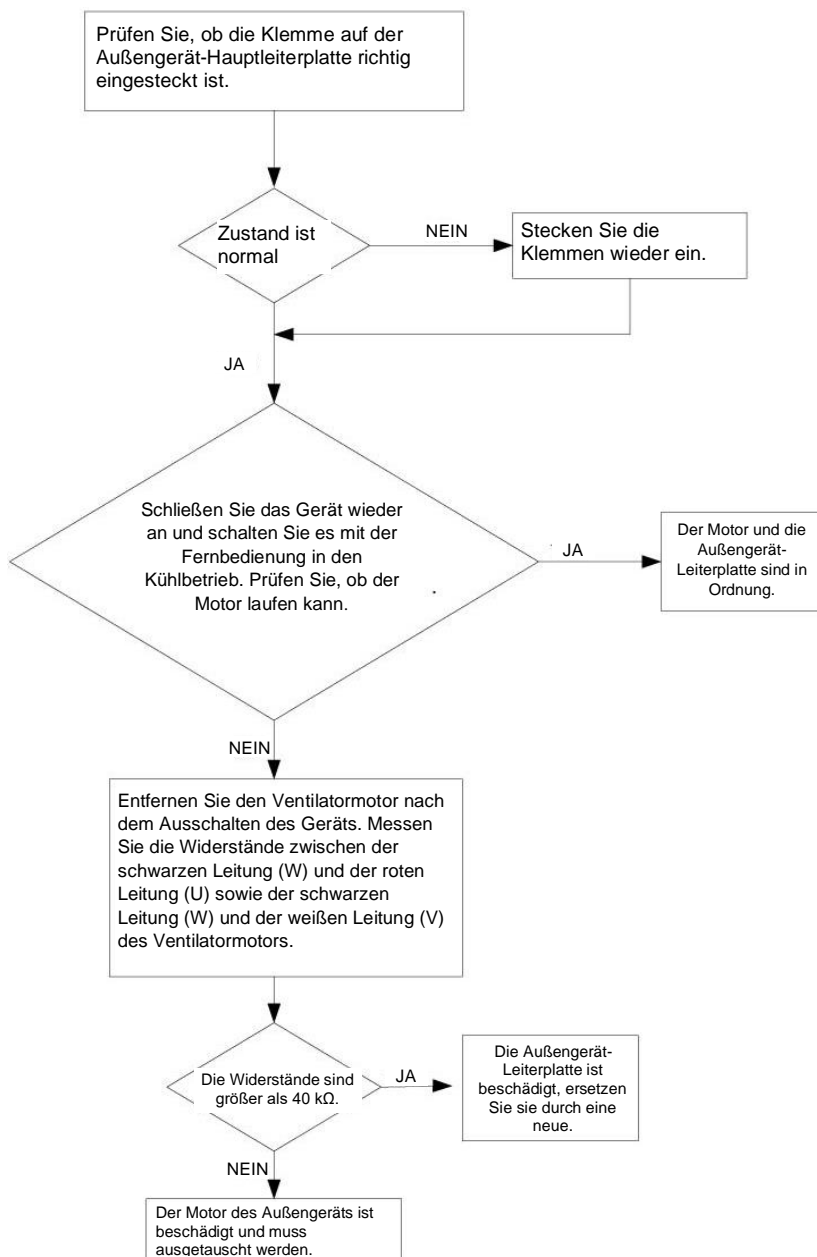 Prüfen Sie, ob die Klemme auf der
Außengerät-Hauptleiterplatte richtig
eingesteckt ist.
Zustand ist
normal
NEIN
Stecken Sie die
Klemmen wieder ein.
JA
Schließen Sie das Gerät wieder
an und schalten Sie es mit der
Fernbedienung in den
Kühlbetrieb. Prüfen Sie, ob der
Motor laufen kann.
JA
Der Motor und die
Außengerät-
Leiterplatte sind in
Ordnung.
NEIN
Entfernen Sie den Ventilatormotor nach
dem Ausschalten des Geräts. Messen
Sie die Widerstände zwischen der
schwarzen Leitung (W) und der roten
Leitung (U) sowie der schwarzen
Leitung (W) und der weißen Leitung (V)
des Ventilatormotors.
Die Widerstände sind
größer als 40 kΩ.
JA
Die Außengerät-
Leiterplatte ist
beschädigt, ersetzen
Sie sie durch eine
neue.
NEIN
Der Motor des Außengeräts ist
beschädigt und muss
ausgetauscht werden.